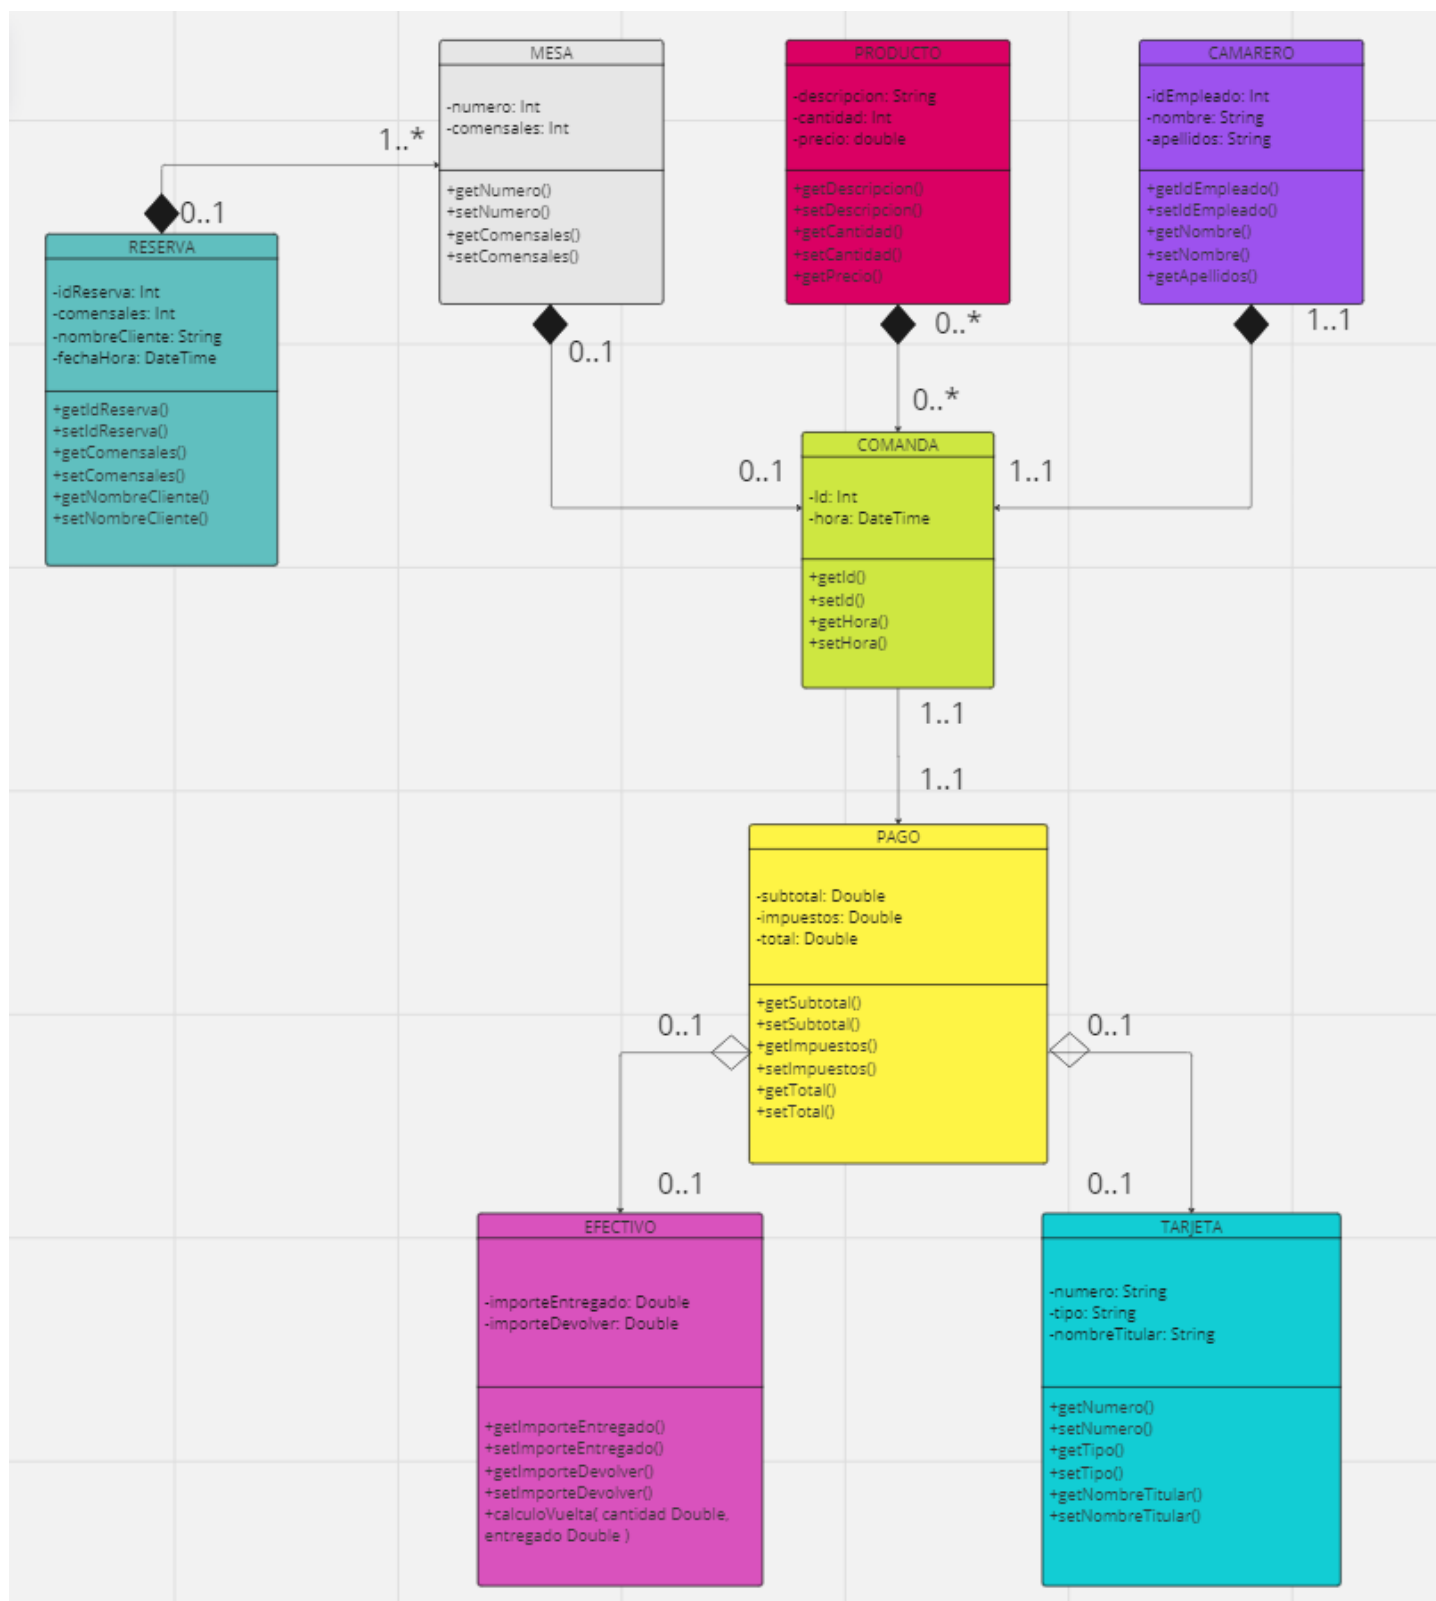 MESA
-numero: Int
-comensales: Int
+getNumero()
+setNumero()
+getComensales()
+setComensales()
PRODUCTO
-descripcion: String
-cantidad: Int
-precio: double
+getDescripcion()
+setDescripcion()
+getCantidad()
+setCantidad()
+getPrecio()
CAMARERO
-idEmpleado: Int
-nombre: String
-apellidos: String
+getIdEmpleado()
+setIdEmpleado()
+getNombre()
+setNombre()
+getApellidos()
1..*
0..1
RESERVA
-idReserva: Int
-comensales: Int
-nombreCliente: String
-fechaHora: DateTime
+getIdReserva()
+setIdReserva()
+getComensales()
+setComensales()
+getNombreCliente()
+setNombreCliente()
0..1
0..*
1..1
0..*
0..1
1..1
COMANDA
-Id: Int
-hora: DateTime
+getId()
+setId()
+getHora()
+setHora()
1..1
1..1
PAGO
-subtotal: Double
-impuestos: Double
-total: Double
+getSubtotal()
+setSubtotal()
+getImpuestos()
+setImpuestos()
+getTotal()
+setTotal()
0..1
0..1
0..1
0..1
EFECTIVO
-importeEntregado: Double
-importeDevolver: Double
+getImporteEntregado()
+setImporteEntregado()
+getImporteDevolver()
+setImporteDevolver()
+calculoVuelta( cantidad Double,
entregado Double )
TARJETA
-numero: String
-tipo: String
-nombreTitular: String
+getNumero()
+setNumero()
+getTipo()
+setTipo()
+getNombreTitular()
+setNombreTitular()